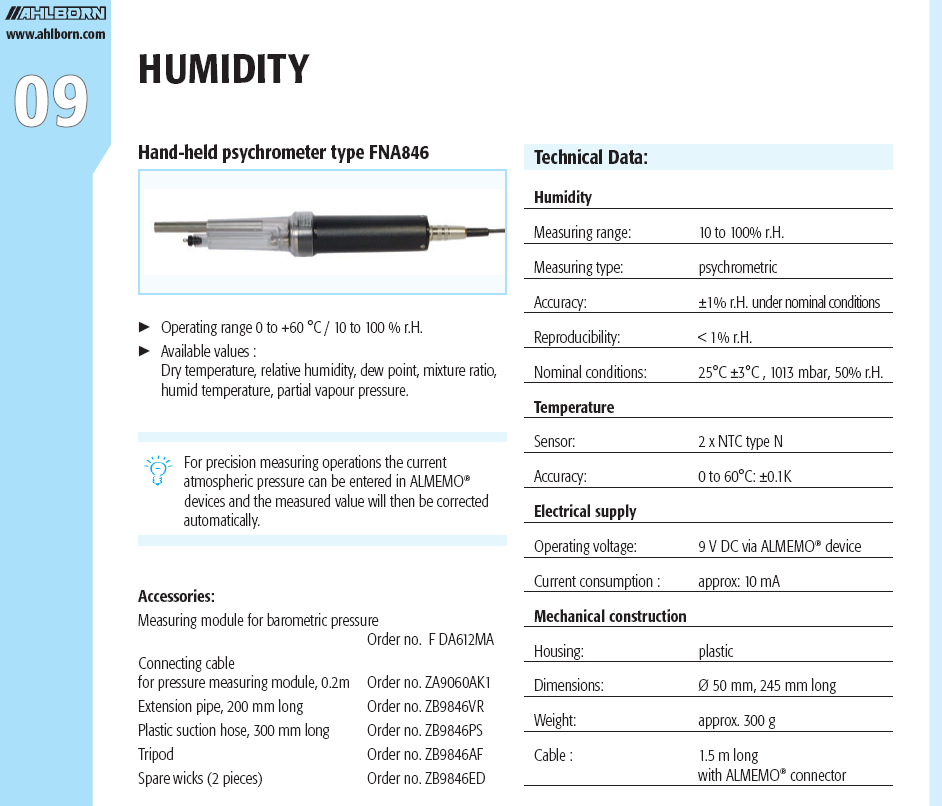 AHLBORN
www.ahlborn.com
09
HUMIDITY
Hand-held psychrometer type FNA846
► Operating range 0 to +60 °C / 10 to 100 % r.H.
► Available values :
Dry temperature, relative humidity, dew point, mixture ratio,
humid temperature, partial vapour pressure.
For precision measuring operations the current
atmospheric pressure can be entered in ALMEMO®
devices and the measured value will then be corrected
automatically.
Accessories:
Measuring module for barometric pressure
Order no. F DA612MA
Connecting cable
for pressure measuring module, 0.2m Order no. ZA9060AK1
Extension pipe, 200 mm long Order no. ZB9846VR
Plastic suction hose, 300 mm long Order no. ZB9846PS
Tripod Order no. ZB9846AF
Spare wicks (2 pieces) Order no. ZB9846ED
Technical Data:
Humidity
Measuring range: 10 to 100% r.H.
Measuring type: psychrometric
Accuracy: ±1% r.H. under nominal conditions
Reproducibility: < 1% r.H.
Nominal conditions: 25°C ±3°C , 1013 mbar, 50% r.H.
Temperature
Sensor: 2 x NTC type N
Accuracy: 0 to 60°C: ±0.1K
Electrical supply
Operating voltage: 9 V DC via ALMEMO® device
Current consumption : approx: 10 mA
Mechanical construction
Housing: plastic
Dimensions: Ø 50 mm, 245 mm long
Weight: approx. 300 g
Cable : 1.5 m long
with ALMEMO® connector